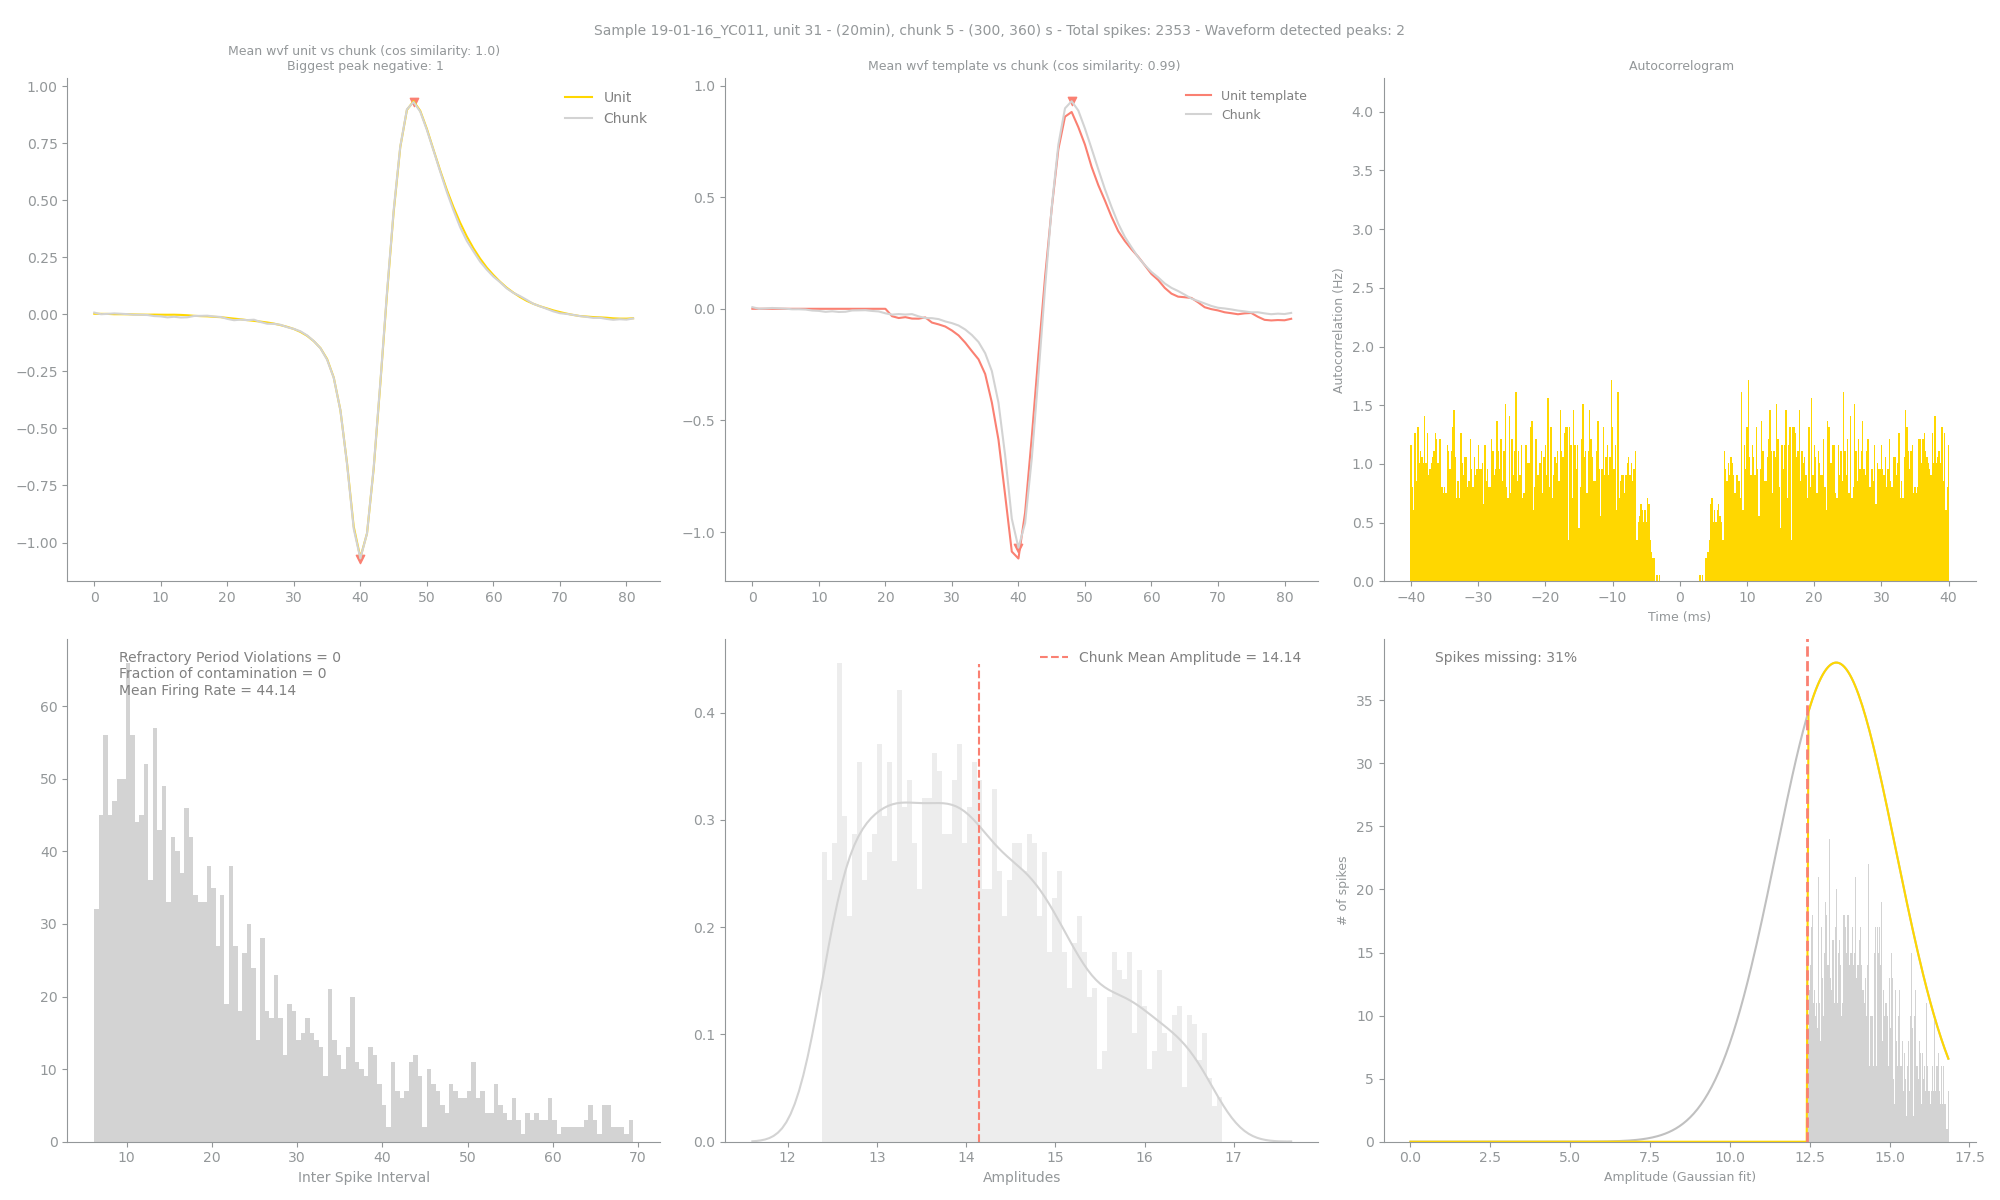 Sample 19-01-16_YC011, unit 31 - (20min), chunk 5 - (300, 360) s - Total spikes: 2353 - Waveform detected peaks: 2
Mean wvf unit vs chunk (cos similarity: 1.0)
Biggest peak negative: 1
Unit
Chunk
1.00
0.75
0.50
0.25
0.00
−0.25
−0.50
−0.75
−1.00
0 10 20 30 40 50 60 70 80
Mean wvf template vs chunk (cos similarity: 0.99)
Unit template
Chunk
1.0
0.5
0.0
−0.5
−1.0
0 10 20 30 40 50 60 70 80
Autocorrelogram
Autocorrelation (Hz)
4.0
3.5
3.0
2.5
2.0
1.5
1.0
0.5
0.0
−40 −30 −20 −10 0 10 20 30 40
Time (ms)
Refractory Period Violations = 0
Fraction of contamination = 0
Mean Firing Rate = 44.14
60
50
40
30
20
10
0
10 20 30 40 50 60 70
Inter Spike Interval
Chunk Mean Amplitude = 14.14
0.4
0.3
0.2
0.1
0.0
12 13 14 15 16 17
Amplitudes
Spikes missing: 31%
# of spikes
35
30
25
20
15
10
5
0
0.0 2.5 5.0 7.5 10.0 12.5 15.0 17.5
Amplitude (Gaussian fit)